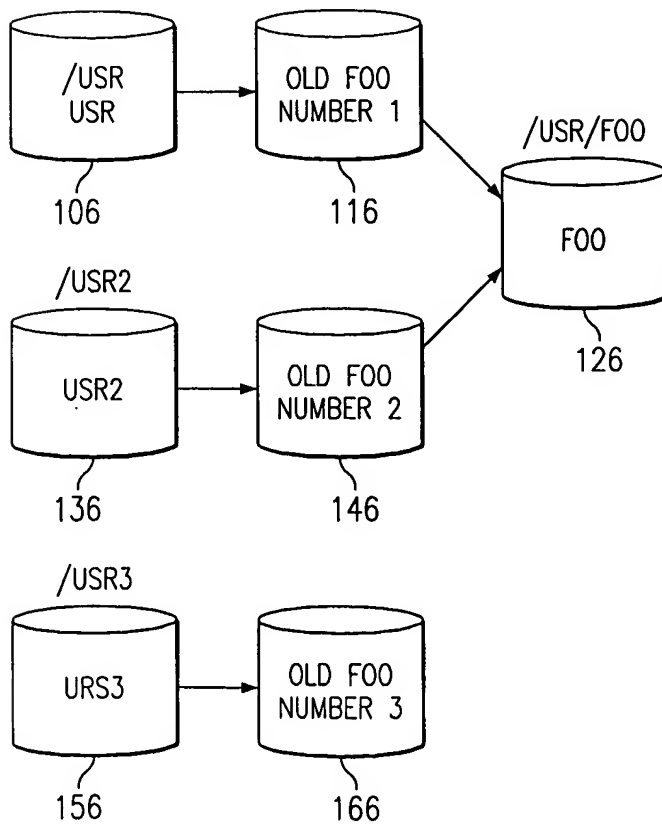 /USR
USR
OLD FOO
NUMBER 1
/USR/FOO
FOO
106
116
126
/USR2
USR2
OLD FOO
NUMBER 2
136
146
/USR3
URS3
OLD FOO
NUMBER 3
156
166